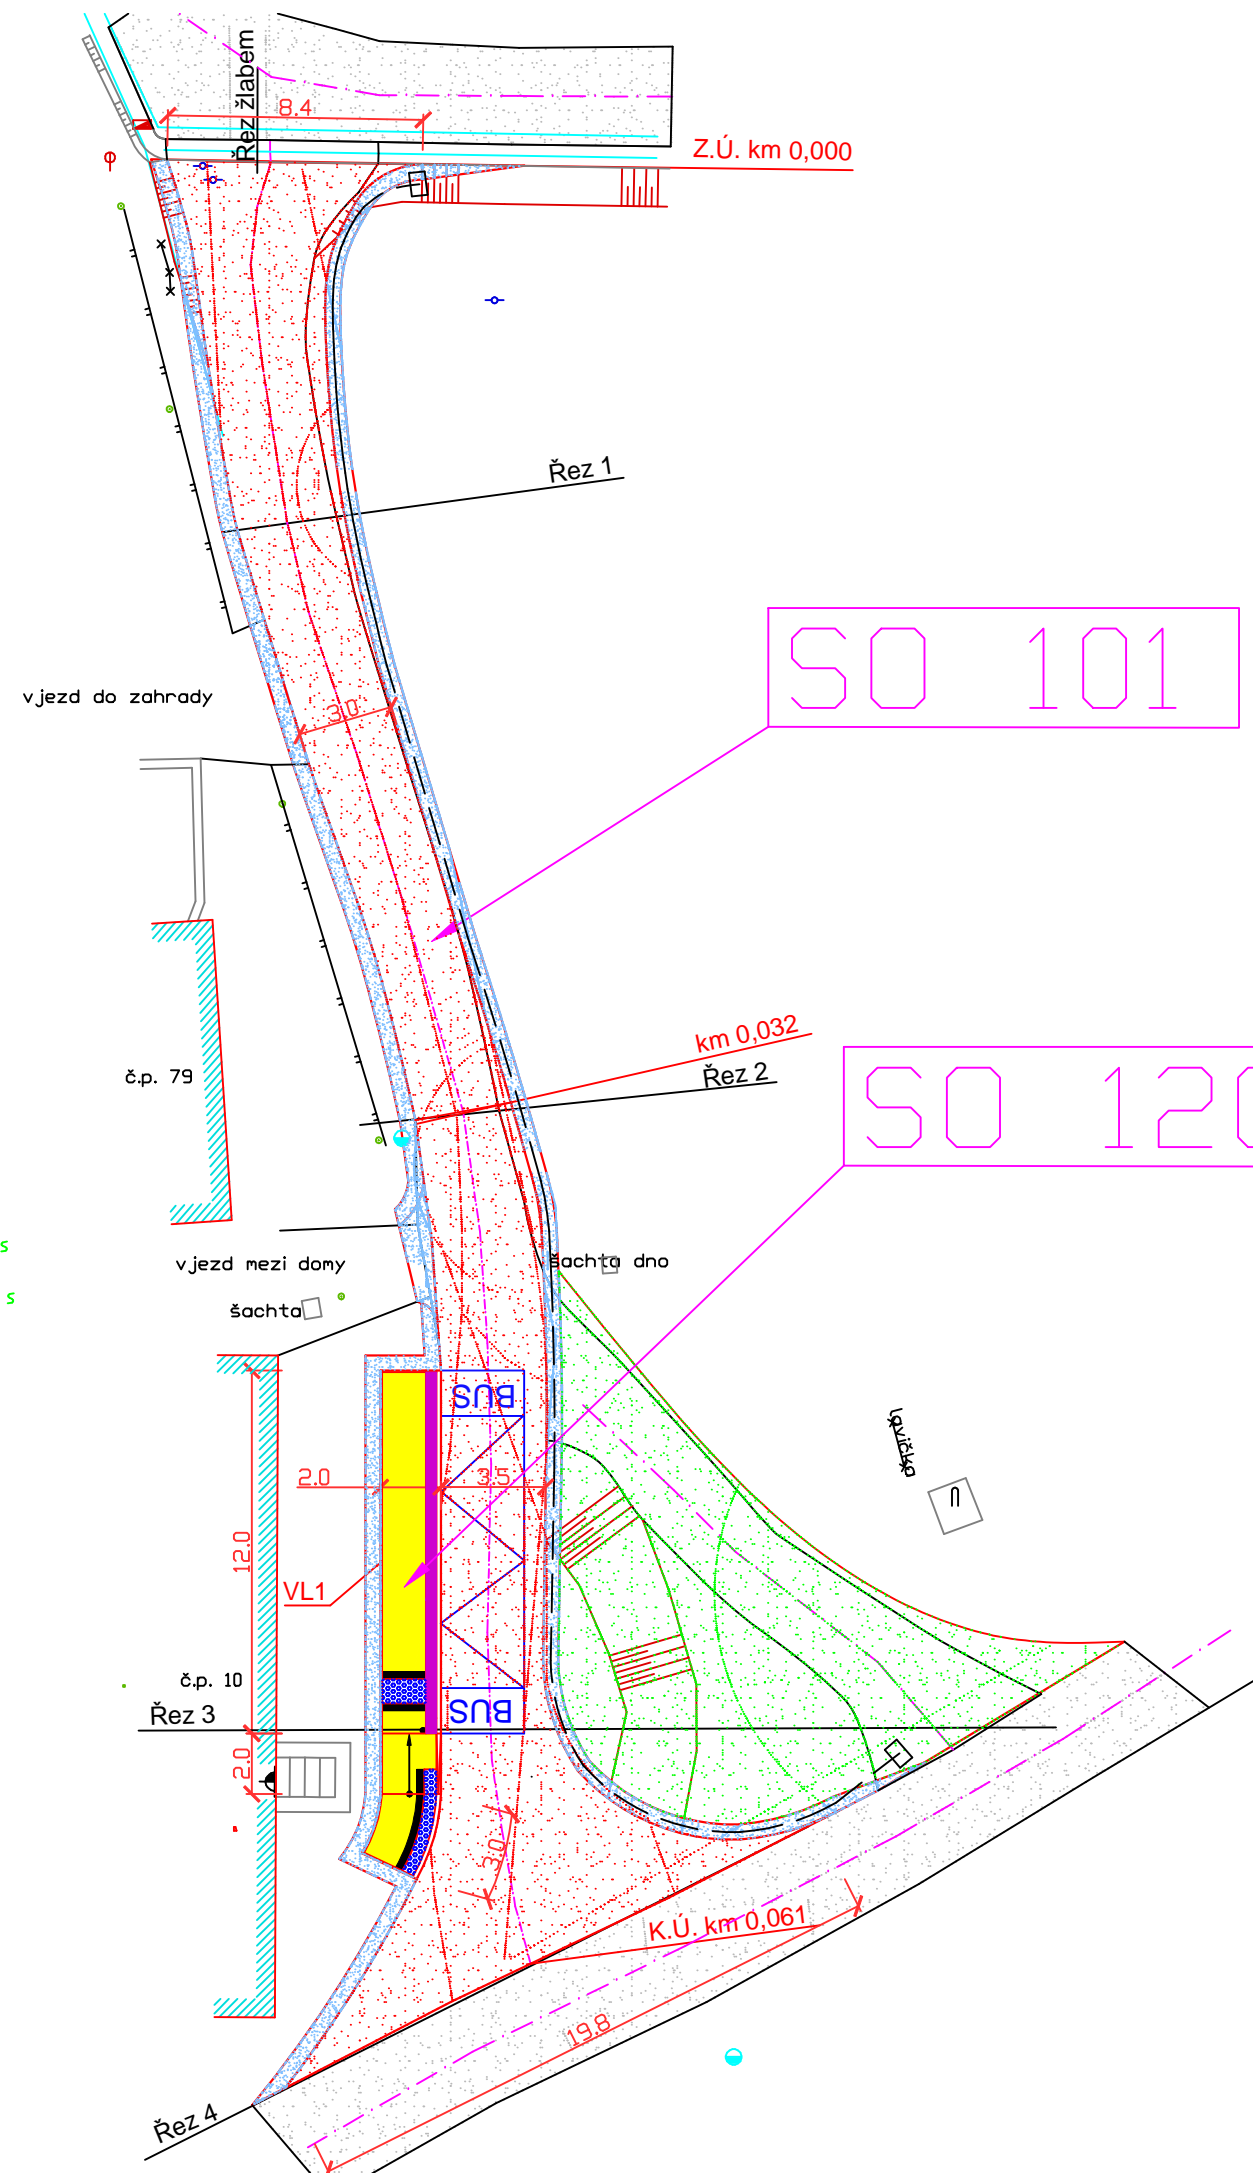 Řez žlabem
8.4
Z.Ú. km 0,000
Řez 1
SO 101
vjezd do zahrady
3.0
km 0,032
Řez 2
SO 120
č.p. 79
vjezd mezi domy
šachta dno
šachta
s
s
BUS
lavička
2.0
3.5
12.0
VL1
č.p. 10
Řez 3
BUS
2.0
3.0
K.Ú. km 0,061
19.8
Řez 4